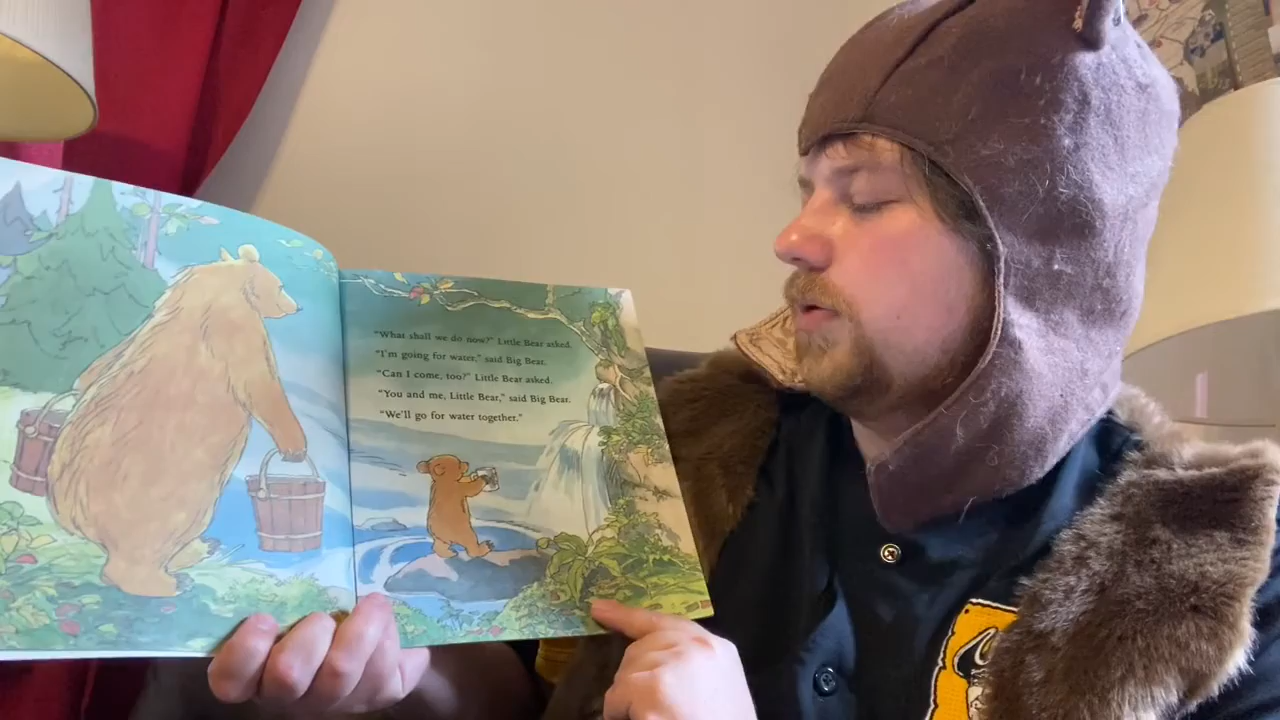 "What shall we do now?" Little Bear asked.
"I'm going for water," said Big Bear.
"Can I come, too?" Little Bear asked.
"You and me, Little Bear," said Big Bear.
"We'll go for water together."